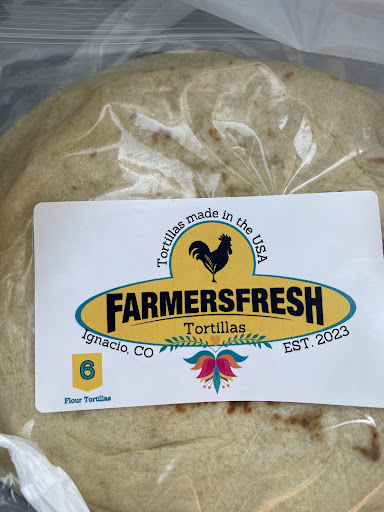 Tortillas made in the USA
FARMERSFRESH
Tortillas
Ignacio, CO
EST. 2023
6
Flour Tortillas